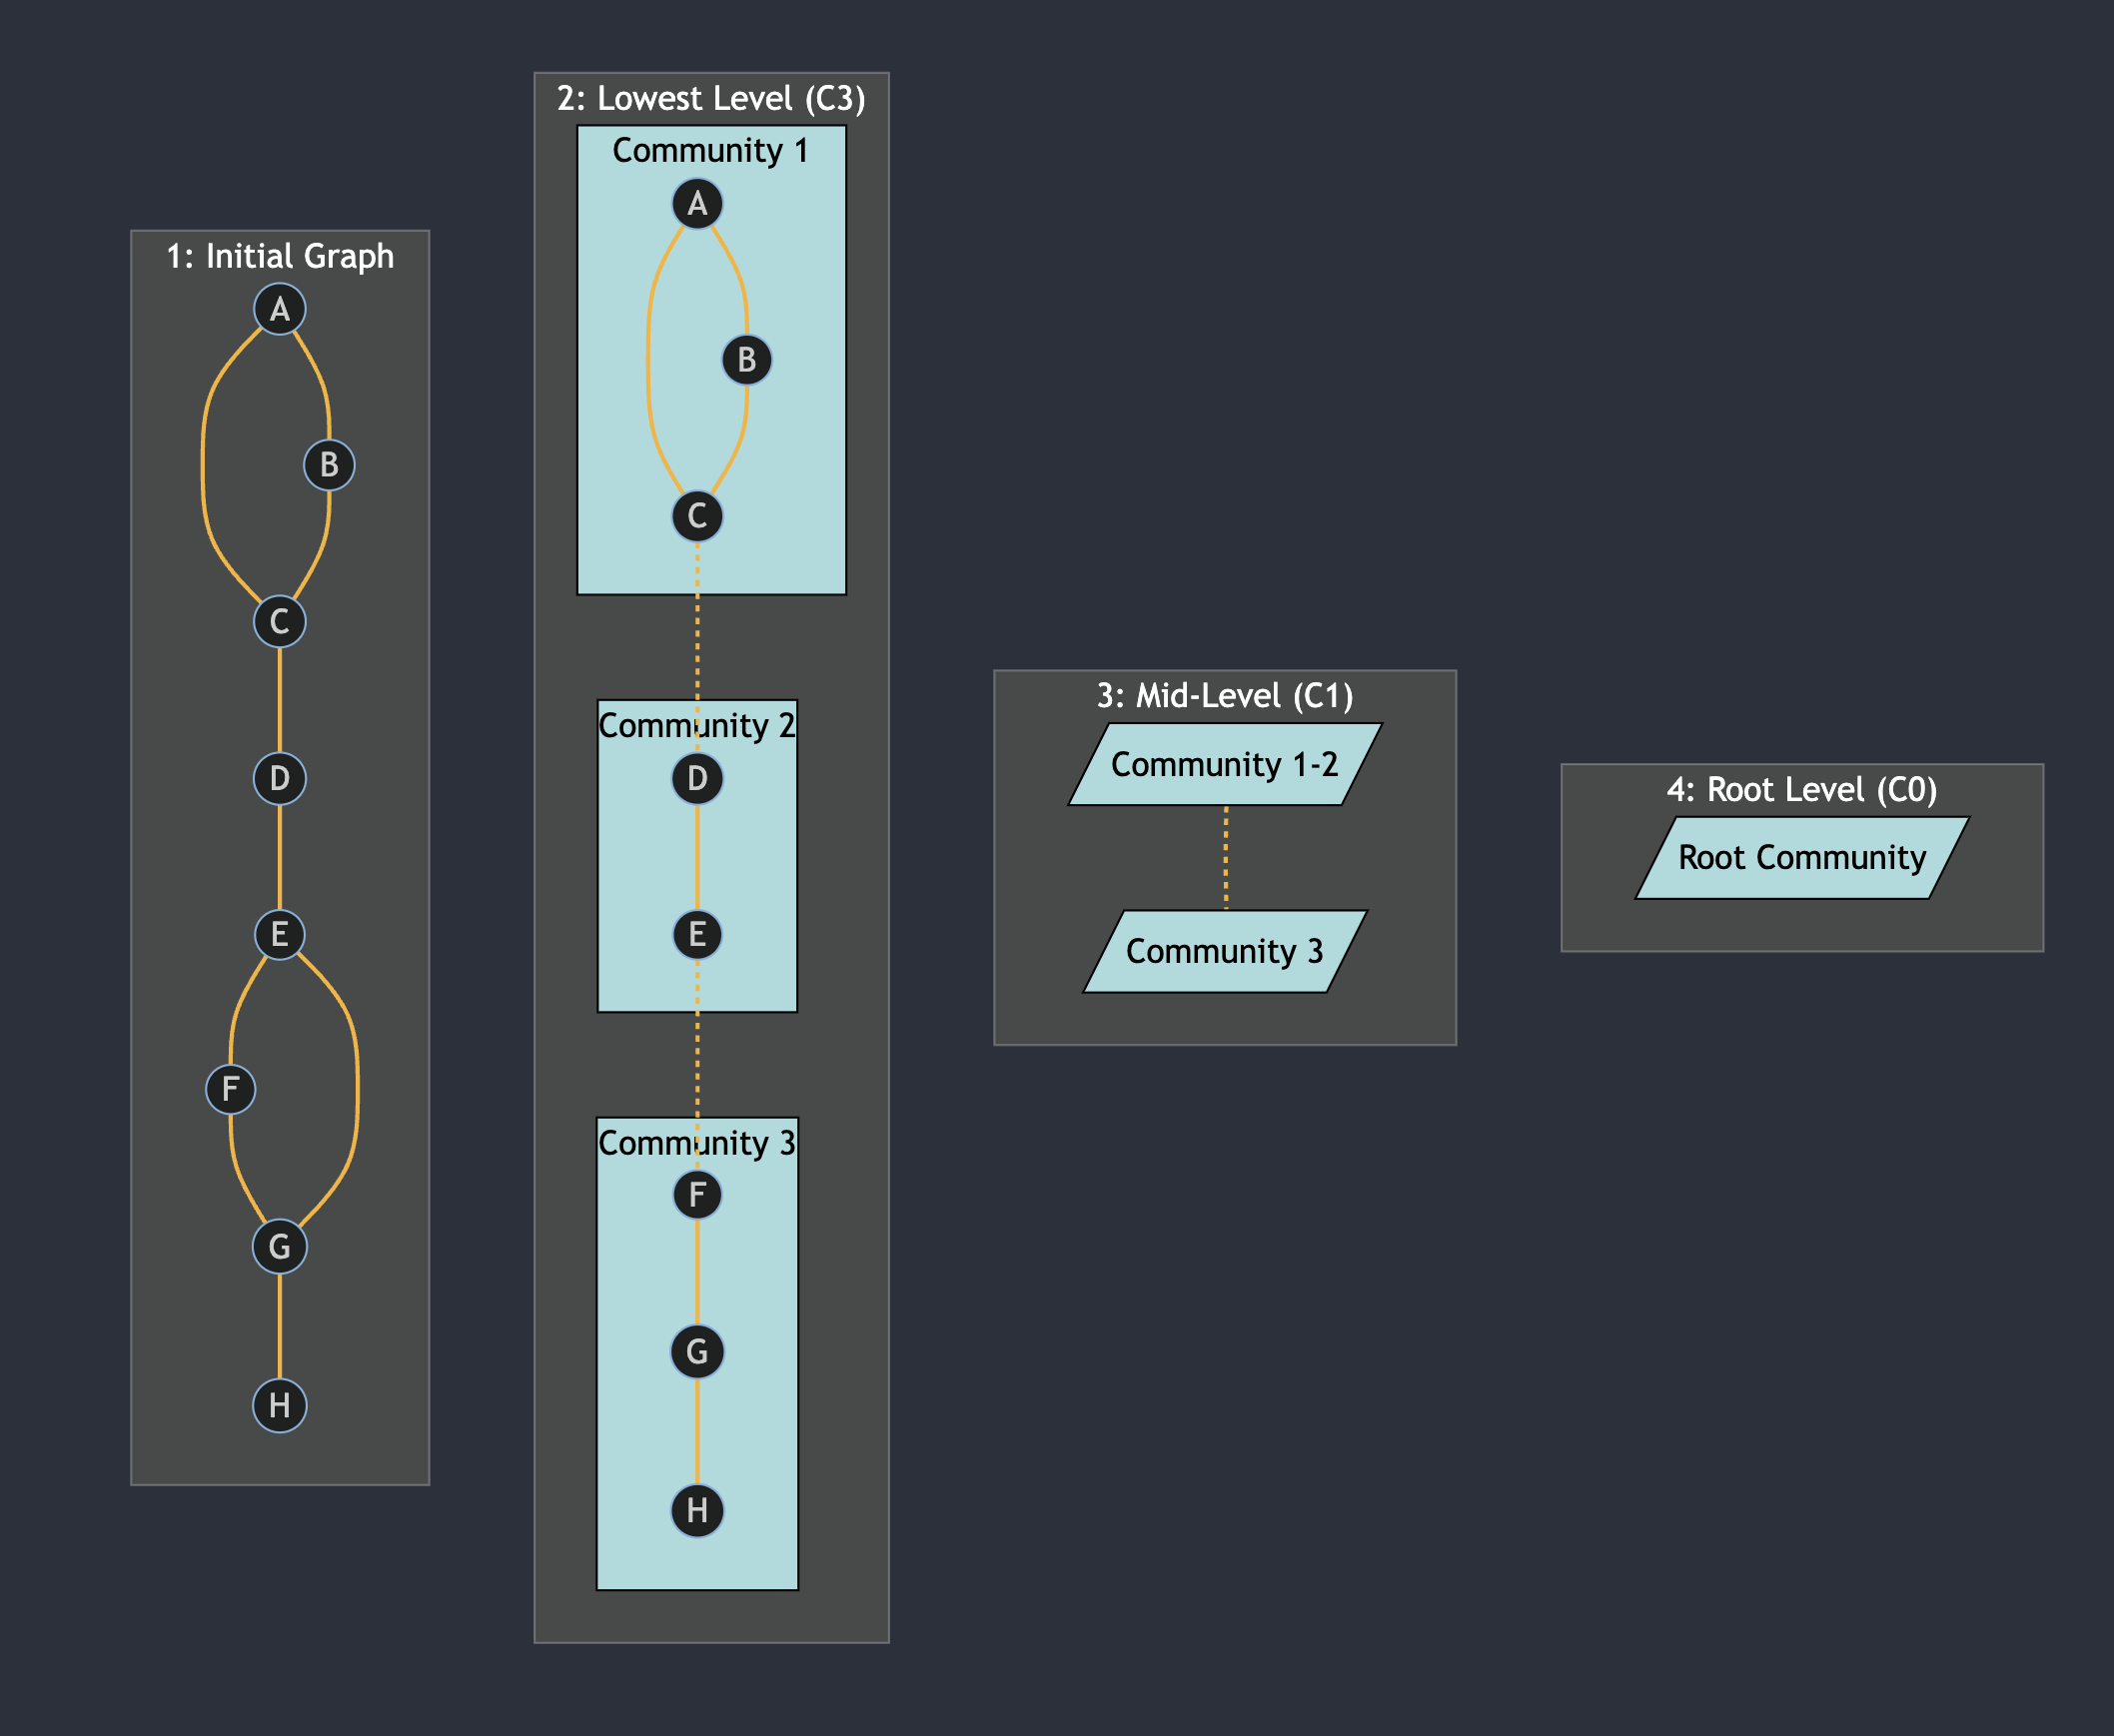 1: Initial Graph
A
B
C
D
E
F
G
H
2: Lowest Level (C3)
Community 1
A
B
C
Community 2
D
E
Community 3
F
G
H
3: Mid-Level (C1)
Community 1-2
Community 3
4: Root Level (C0)
Root Community